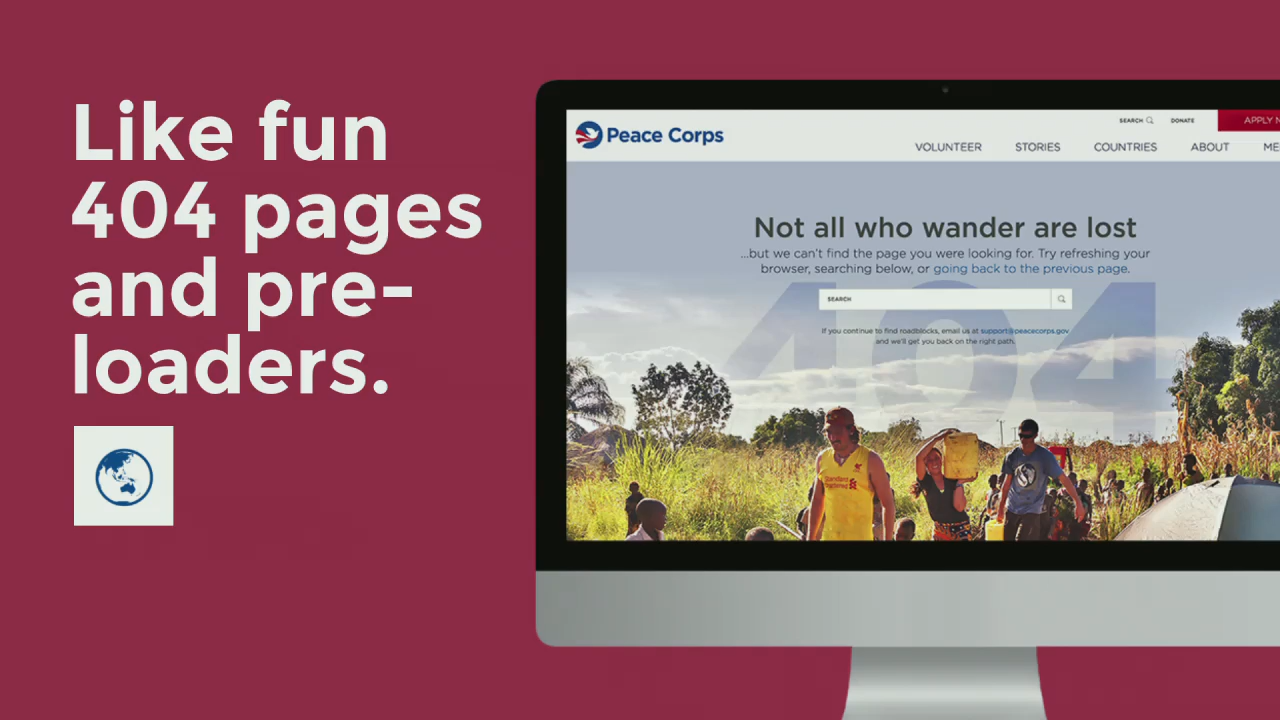 Like fun
404 pages
and pre-
loaders.
Peace Corps
SEARCH
DONATE
APPLY
VOLUNTEER
STORIES
COUNTRIES
ABOUT
Not all who wander are lost
...but we can't find the page you were looking for. Try refreshing your
browser, searching below, or going back to the previous page.
404
SEARCH
If you continue to find roadblocks, email us at support@peacecorps.gov
and we'll get you back on the right path.
Standard
Chartered